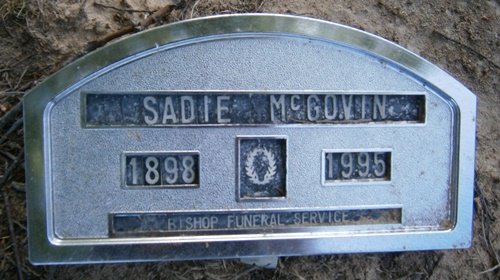 SADIE McGOVIN
1898 1995
BISHOP FUNERAL SERVICE